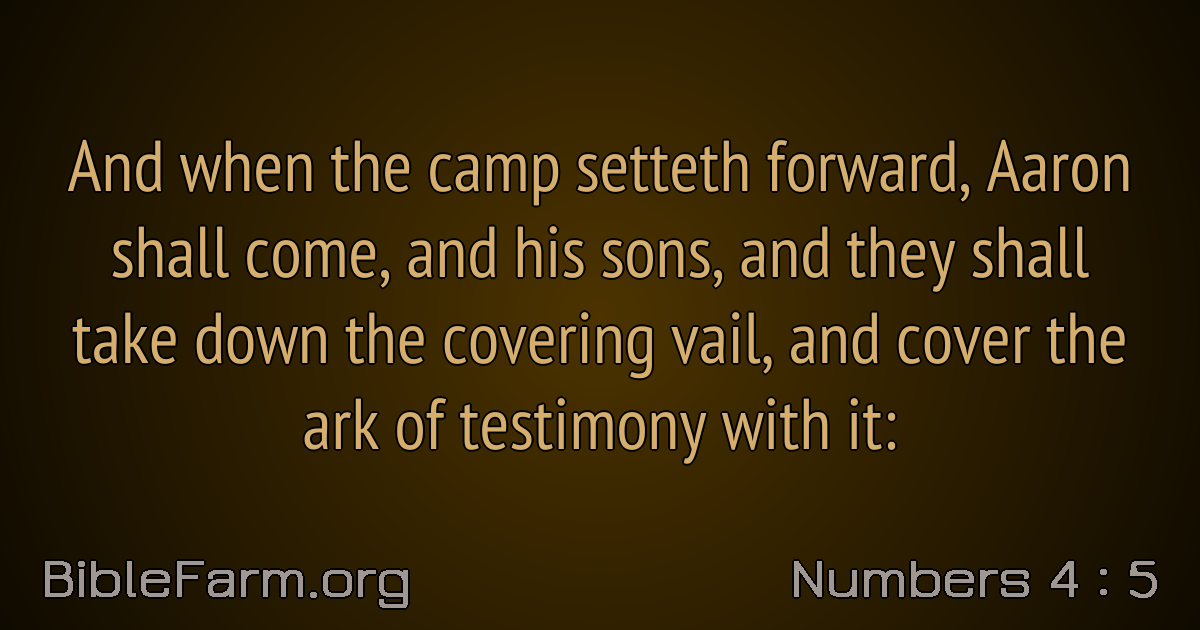 And when the camp setteth forward, Aaron
shall come, and his sons, and they shall
take down the covering vail, and cover the
ark of testimony with it:
BibleFarm.org
Numbers 4 : 5